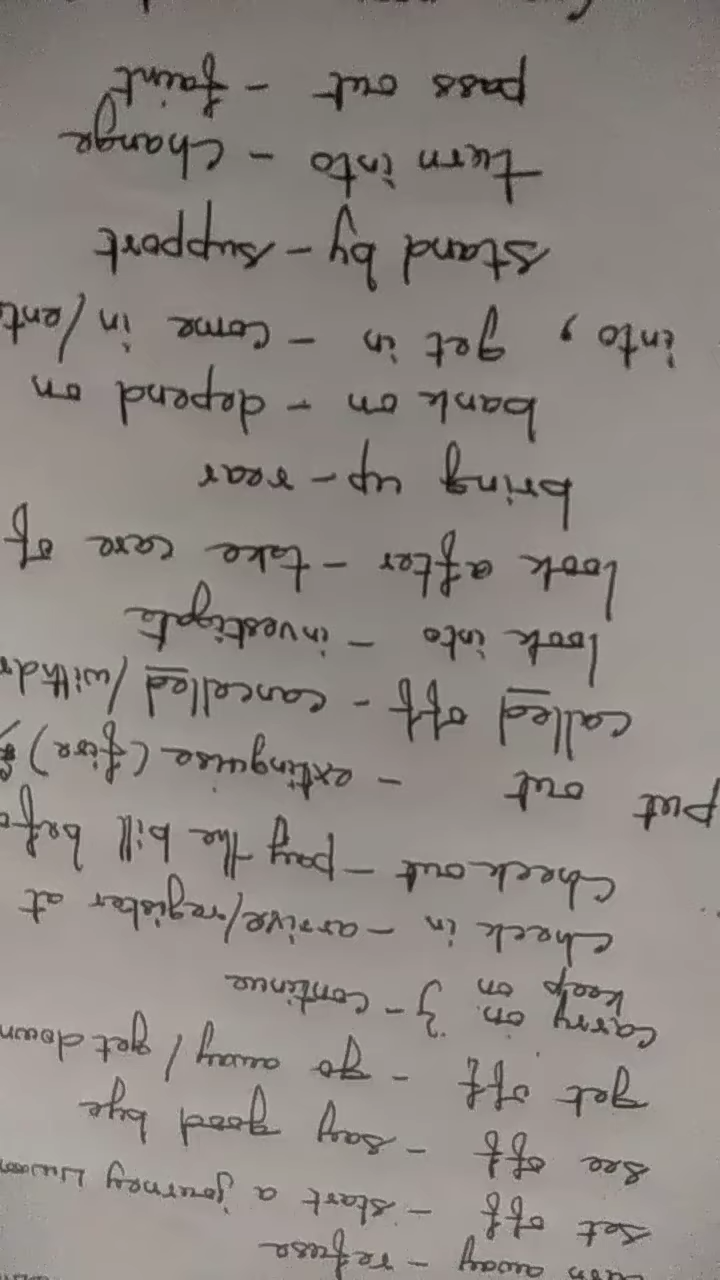 away - refuse
set off - start a journey
see off - say good bye
get off - go away / get down
carry on } - continue
keep on
check in - arrive/register at
check out - pay the bill
put out - extinguise (fire)
called off - cancelled /
look into - investigate
look after - take care of
bring up - rear
bank on - depend on
into, get in - come in /
stand by - support
turn into - change
pass out - faint